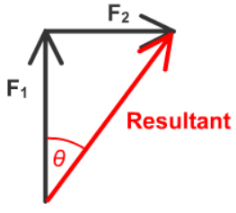 F₂
F₁
Resultant
θ